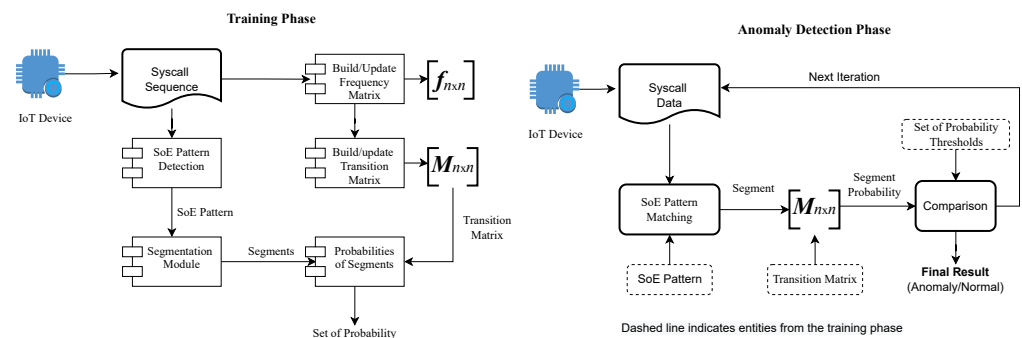 Training Phase
IoT Device
Syscall
Sequence
Build/Update
Frequency
Matrix
f n×n
SoE Pattern
Detection
Build/update
Transition
Matrix
M n×n
SoE Pattern
Transition
Matrix
Segmentation
Module
Segments
Probabilities
of Segments
Set of Probability
Anomaly Detection Phase
IoT Device
Syscall
Data
Next Iteration
Set of Probability
Thresholds
SoE Pattern
Matching
Segment
M n×n
Segment
Probability
Comparison
SoE Pattern
Transition Matrix
Final Result
(Anomaly/Normal)
Dashed line indicates entities from the training phase